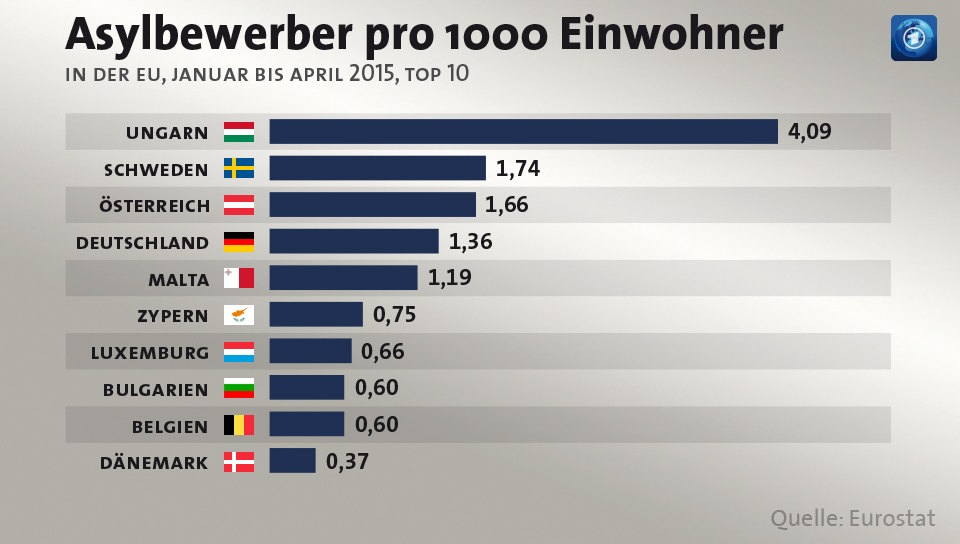 Asylbewerber pro 1000 Einwohner
IN DER EU, JANUAR BIS APRIL 2015, TOP 10
UNGARN 4,09
SCHWEDEN 1,74
ÖSTERREICH 1,66
DEUTSCHLAND 1,36
MALTA 1,19
ZYPERN 0,75
LUXEMBURG 0,66
BULGARIEN 0,60
BELGIEN 0,60
DÄNEMARK 0,37
Quelle: Eurostat